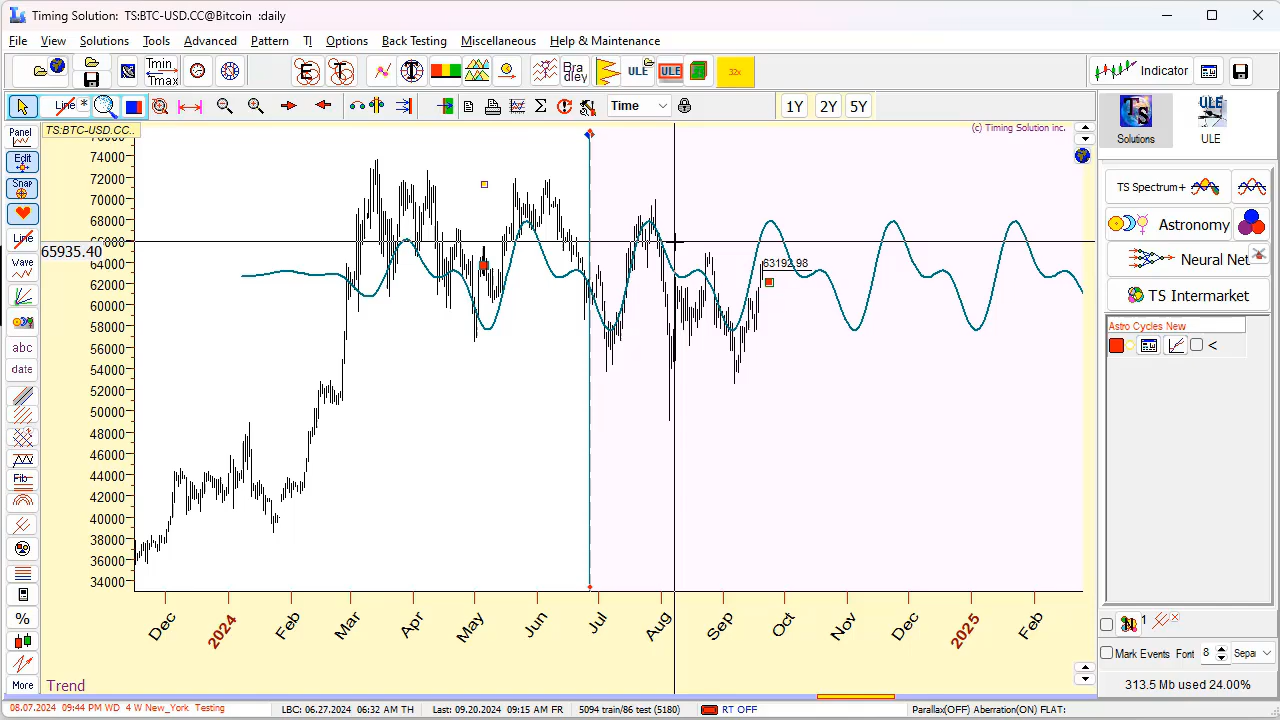 Timing Solution: TS:BTC-USD.CC@Bitcoin :daily
File View Solutions Tools Advanced Pattern TI Options Back Testing Miscellaneous Help & Maintenance
Tmin
Tmax
E T T Bra
dley ULE ULE 32x Indicator
Line * Time 1Y 2Y 5Y
Panel
Edit
Snap
Line
Wave
abc
date
Fib
%
More
TS:BTC-USD.CC..
(c) Timing Solution inc.
76000
74000
72000
70000
68000
66000
65935.40
64000
62000
60000
58000
56000
54000
52000
50000
48000
46000
44000
42000
40000
38000
36000
34000
63192.98
Dec 2024 Feb Mar Apr May Jun Jul Aug Sep Oct Nov Dec 2025 Feb
Trend
TS
Solutions
ULE
ULE
TS Spectrum+
Astronomy
Neural Net
TS Intermarket
Astro Cycles New
<
N 1
Mark Events Font 8 Sepa
313.5 Mb used 24.00%
08.07.2024 09:44 PM WD 4 W New_York Testing LBC: 06.27.2024 06:32 AM TH Last: 09.20.2024 09:15 AM FR 5094 train/86 test (5180) RT OFF Parallax(OFF) Aberration(ON) FLAT: